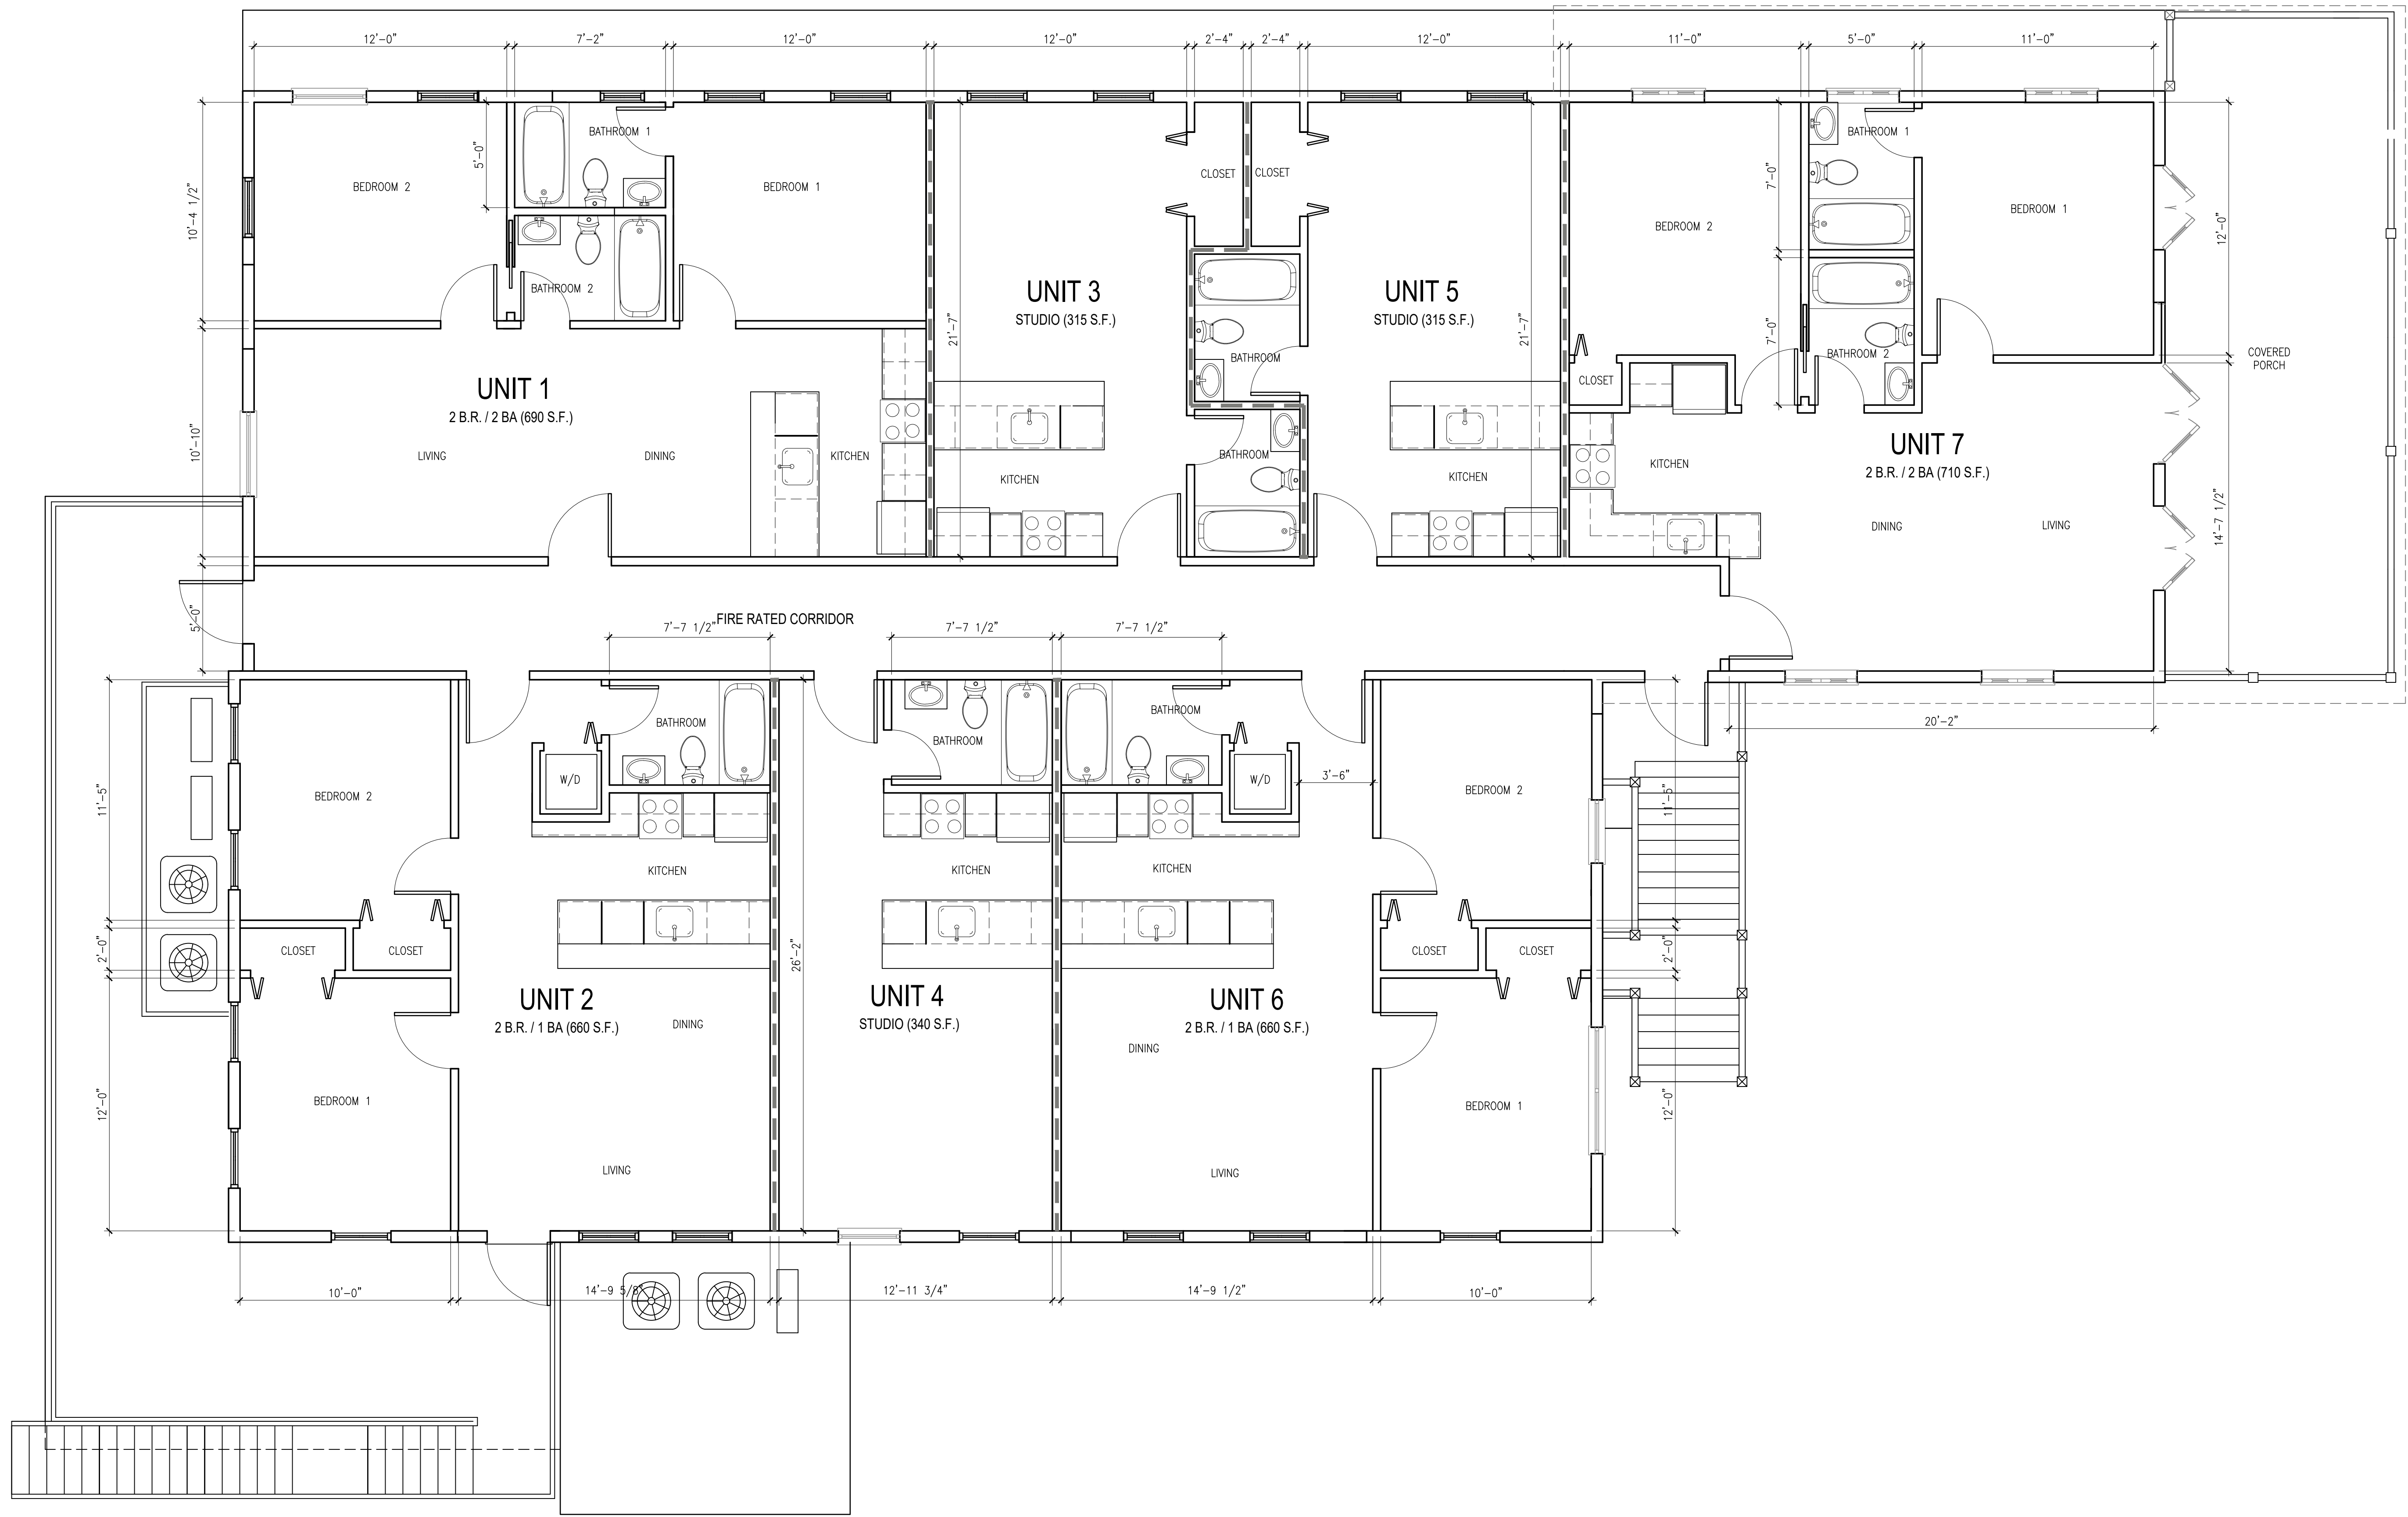 12'-0"
7'-2"
12'-0"
12'-0"
2'-4"
2'-4"
12'-0"
11'-0"
5'-0"
11'-0"
10'-4 1/2"
5'-0"
BEDROOM 2
BATHROOM 1
BATHROOM 2
BEDROOM 1
CLOSET
CLOSET
BEDROOM 2
7'-0"
7'-0"
BATHROOM 1
BATHROOM 2
BEDROOM 1
12'-0"
COVERED
PORCH
UNIT 1
2 B.R. / 2 BA (690 S.F.)
10'-10"
LIVING
DINING
KITCHEN
UNIT 3
STUDIO (315 S.F.)
21'-7"
KITCHEN
BATHROOM
BATHROOM
UNIT 5
STUDIO (315 S.F.)
21'-7"
KITCHEN
CLOSET
KITCHEN
UNIT 7
2 B.R. / 2 BA (710 S.F.)
DINING
LIVING
14'-7 1/2"
5'-0"
FIRE RATED CORRIDOR
7'-7 1/2"
7'-7 1/2"
7'-7 1/2"
20'-2"
11'-5"
BEDROOM 2
W/D
BATHROOM
KITCHEN
BATHROOM
KITCHEN
BATHROOM
W/D
3'-6"
KITCHEN
BEDROOM 2
11'-5"
2'-0"
CLOSET
CLOSET
26'-2"
CLOSET
CLOSET
2'-0"
UNIT 2
2 B.R. / 1 BA (660 S.F.)
DINING
UNIT 4
STUDIO (340 S.F.)
UNIT 6
2 B.R. / 1 BA (660 S.F.)
DINING
12'-0"
BEDROOM 1
LIVING
LIVING
BEDROOM 1
12'-0"
10'-0"
14'-9 5/8"
12'-11 3/4"
14'-9 1/2"
10'-0"